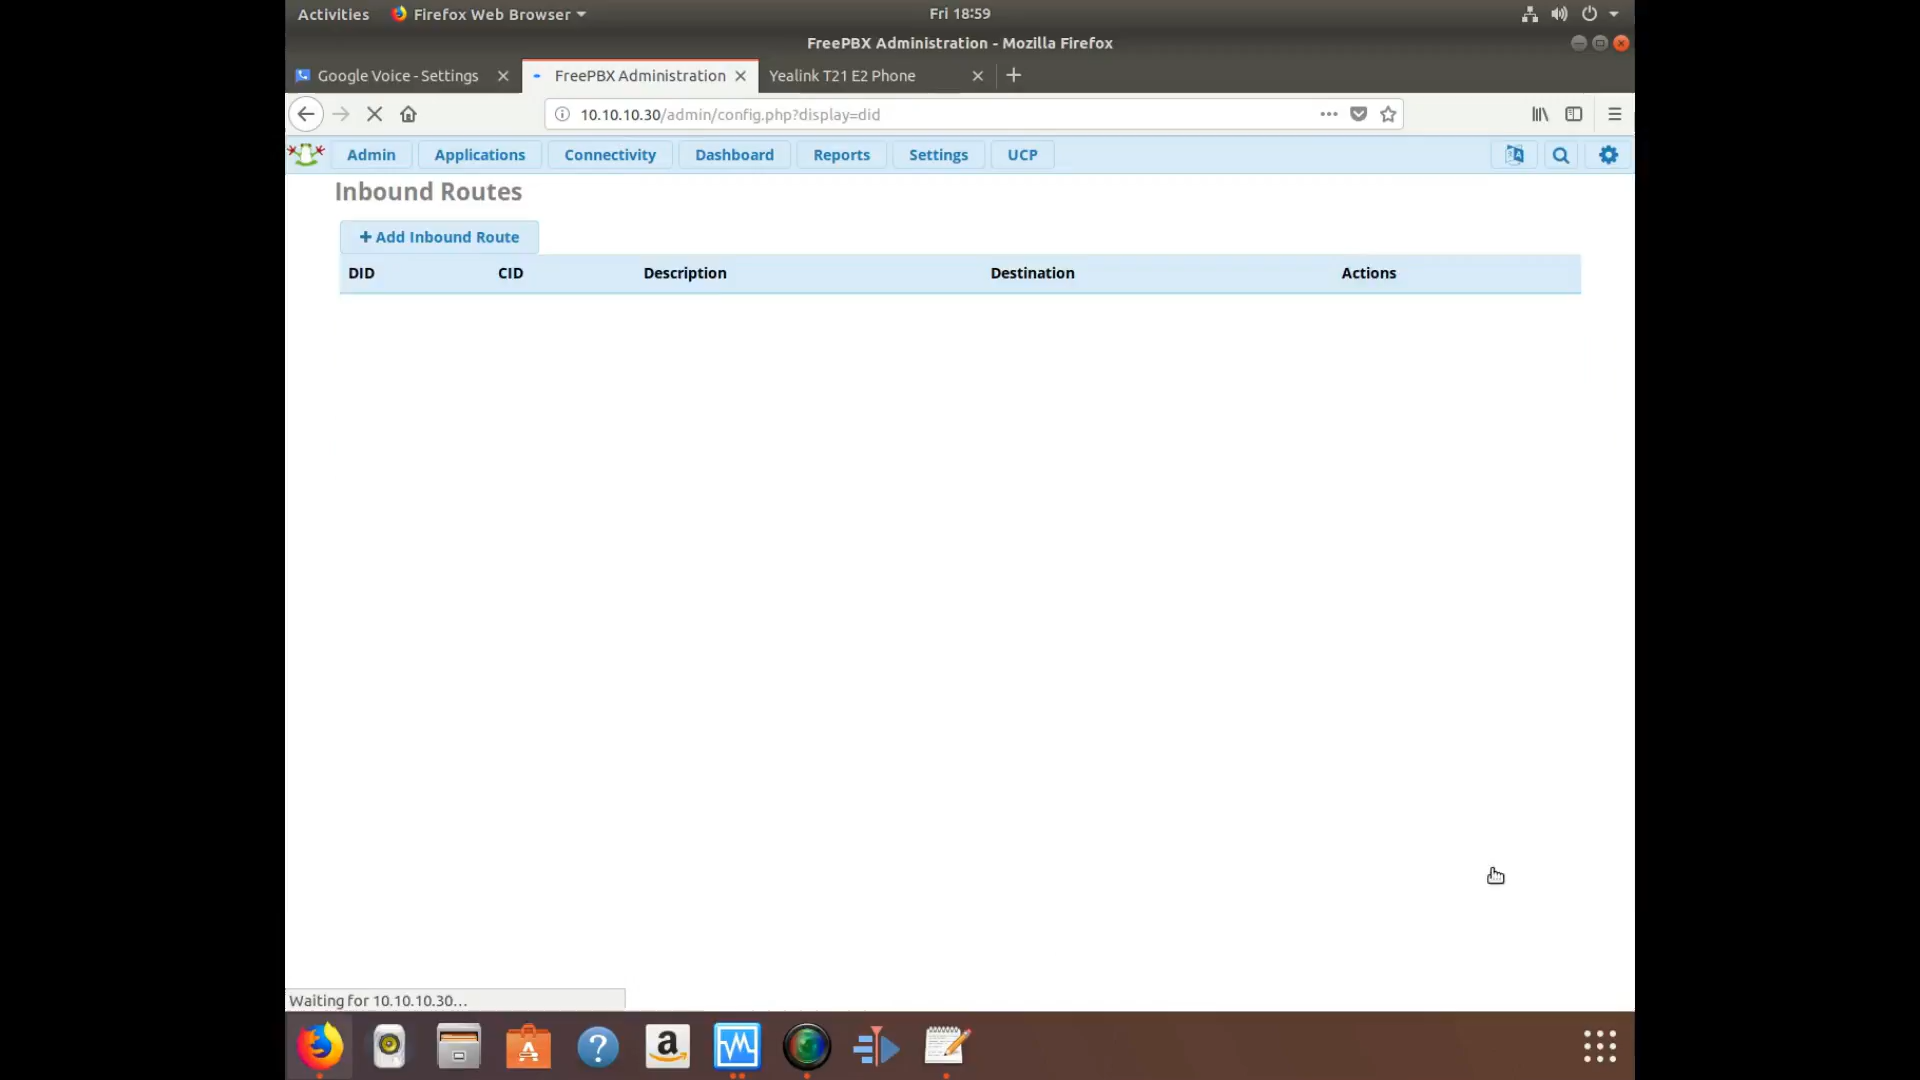 Activities Firefox Web Browser Fri 18:59
FreePBX Administration - Mozilla Firefox
Google Voice - Settings FreePBX Administration Yealink T21 E2 Phone
10.10.10.30/admin/config.php?display=did
Admin Applications Connectivity Dashboard Reports Settings UCP
Inbound Routes
+ Add Inbound Route
DID CID Description Destination Actions
Waiting for 10.10.10.30...